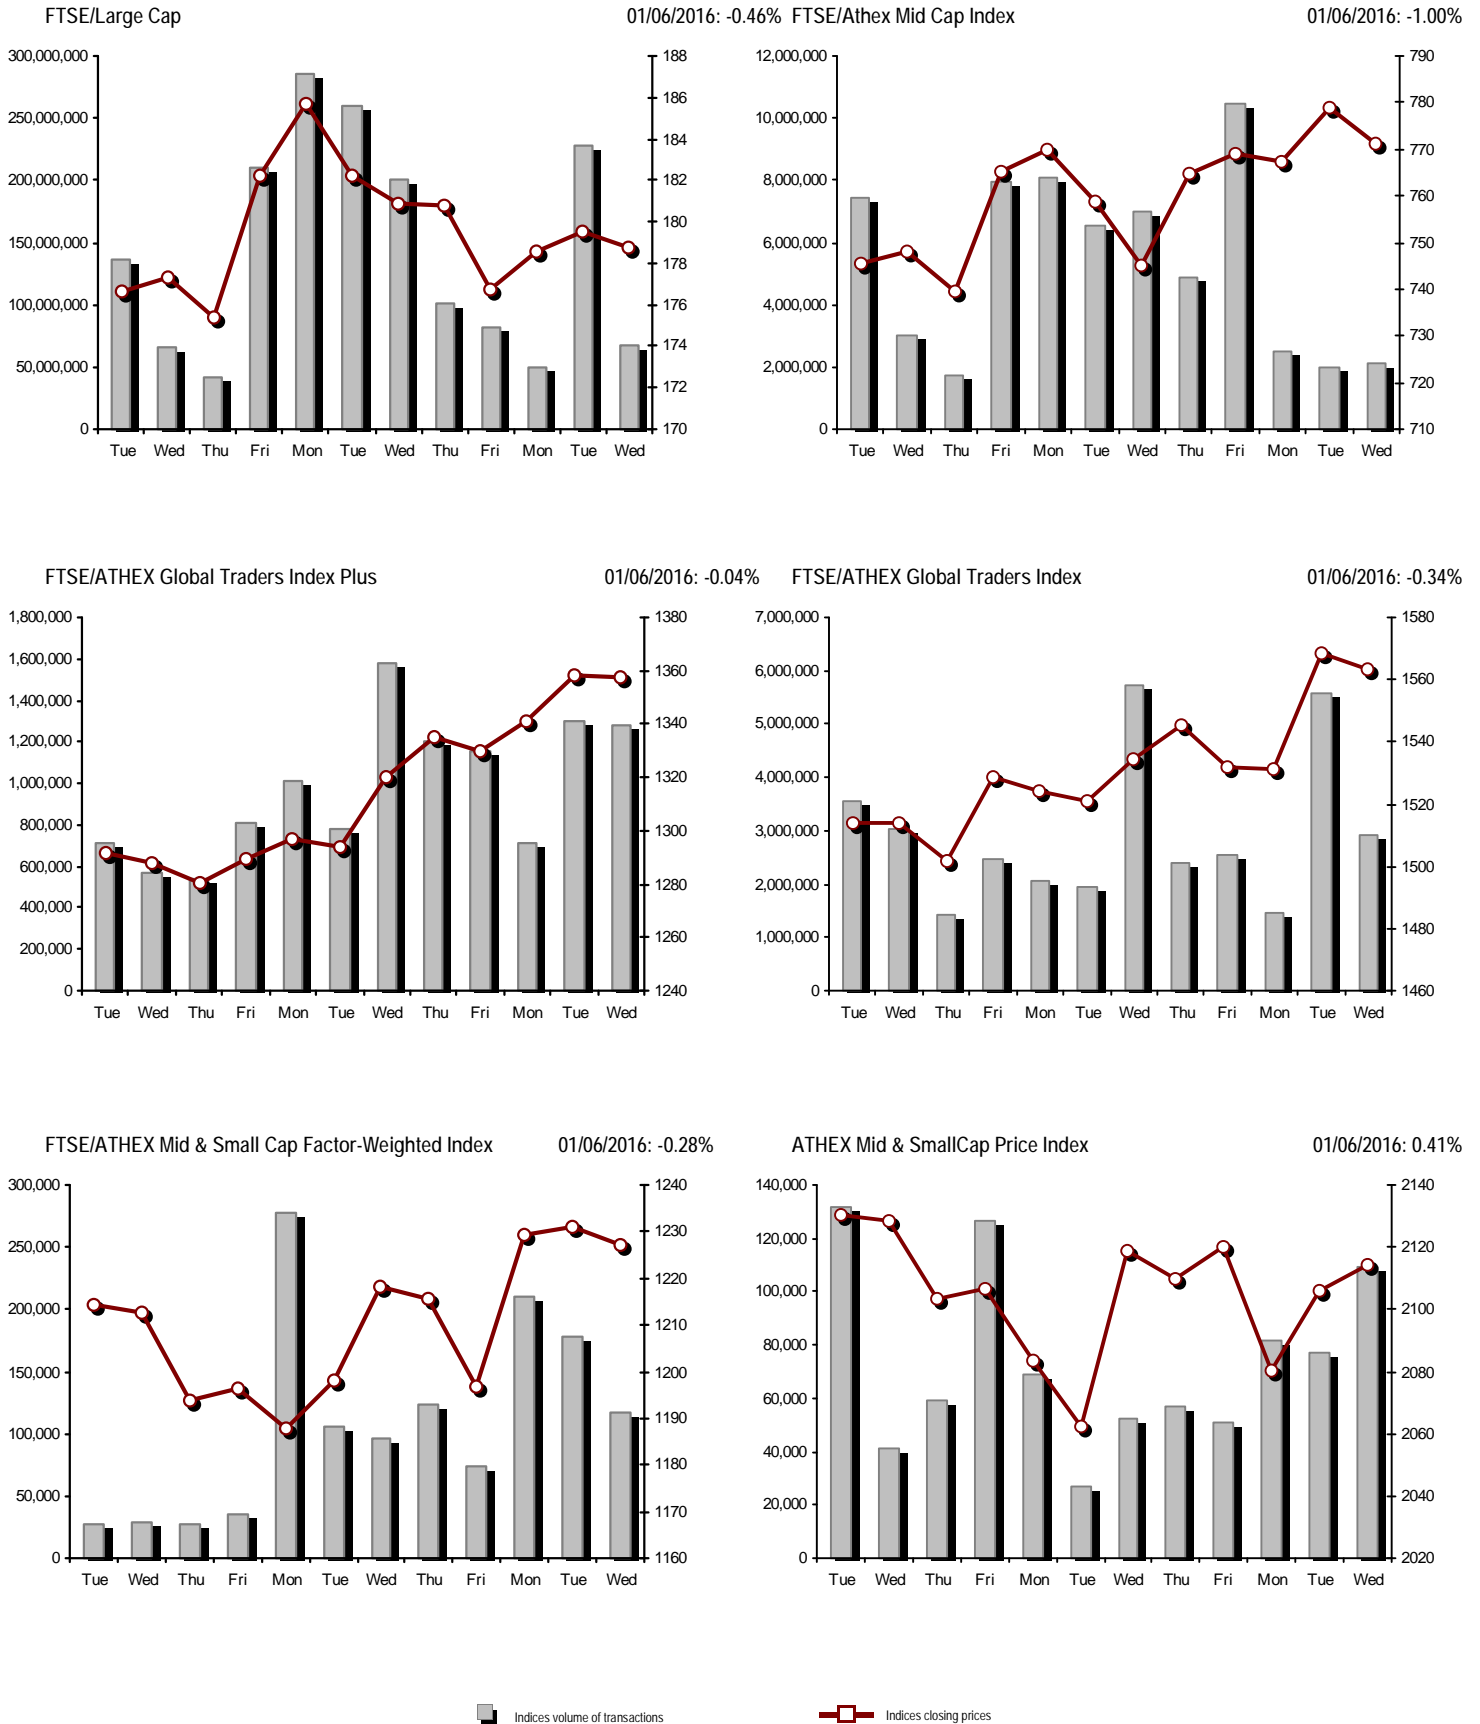 FTSE/Large Cap 01/06/2016: -0.46%
300,000,000 250,000,000 200,000,000 150,000,000 100,000,000 50,000,000 0
188 186 184 182 180 178 176 174 172 170
Tue Wed Thu Fri Mon Tue Wed Thu Fri Mon Tue Wed
FTSE/Athex Mid Cap Index 01/06/2016: -1.00%
12,000,000 10,000,000 8,000,000 6,000,000 4,000,000 2,000,000 0
790 780 770 760 750 740 730 720 710
Tue Wed Thu Fri Mon Tue Wed Thu Fri Mon Tue Wed
FTSE/ATHEX Global Traders Index Plus 01/06/2016: -0.04%
1,800,000 1,600,000 1,400,000 1,200,000 1,000,000 800,000 600,000 400,000 200,000 0
1380 1360 1340 1320 1300 1280 1260 1240
Tue Wed Thu Fri Mon Tue Wed Thu Fri Mon Tue Wed
FTSE/ATHEX Global Traders Index 01/06/2016: -0.34%
7,000,000 6,000,000 5,000,000 4,000,000 3,000,000 2,000,000 1,000,000 0
1580 1560 1540 1520 1500 1480 1460
Tue Wed Thu Fri Mon Tue Wed Thu Fri Mon Tue Wed
FTSE/ATHEX Mid & Small Cap Factor-Weighted Index 01/06/2016: -0.28%
300,000 250,000 200,000 150,000 100,000 50,000 0
1240 1230 1220 1210 1200 1190 1180 1170 1160
Tue Wed Thu Fri Mon Tue Wed Thu Fri Mon Tue Wed
ATHEX Mid & SmallCap Price Index 01/06/2016: 0.41%
140,000 120,000 100,000 80,000 60,000 40,000 20,000 0
2140 2120 2100 2080 2060 2040 2020
Tue Wed Thu Fri Mon Tue Wed Thu Fri Mon Tue Wed
Indices volume of transactions
Indices closing prices